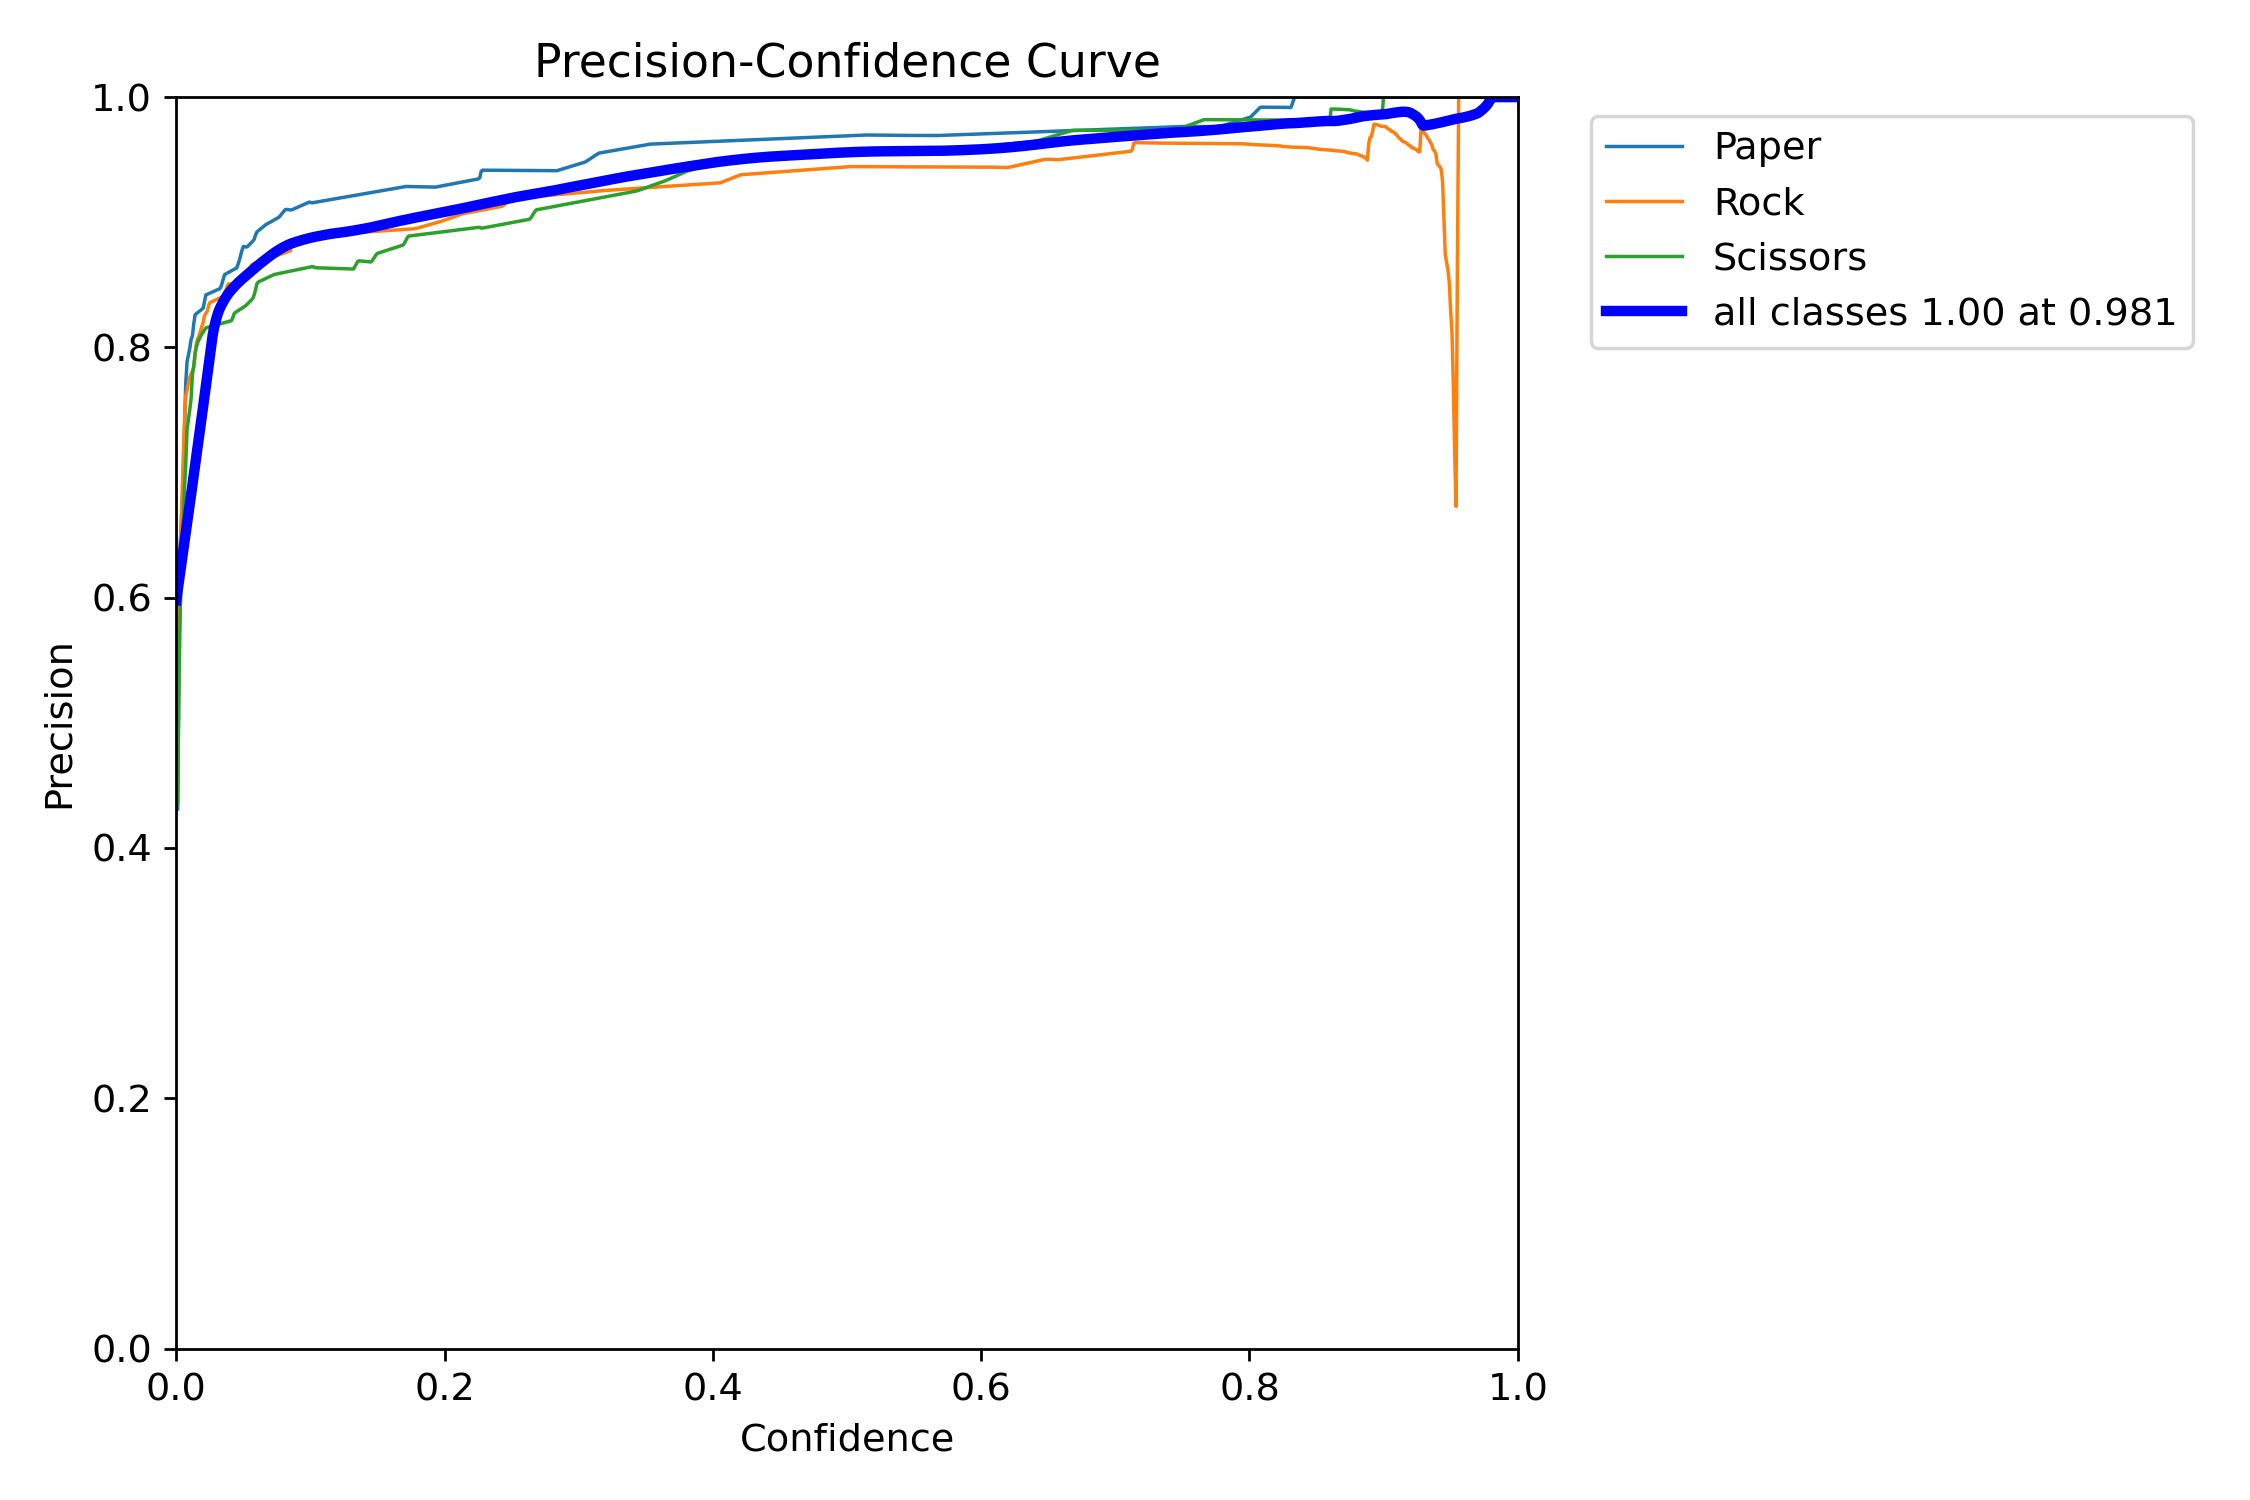 Precision-Confidence Curve
1.0
0.8
0.6
0.4
0.2
0.0
Precision
0.0 0.2 0.4 0.6 0.8 1.0
Confidence
Paper
Rock
Scissors
all classes 1.00 at 0.981